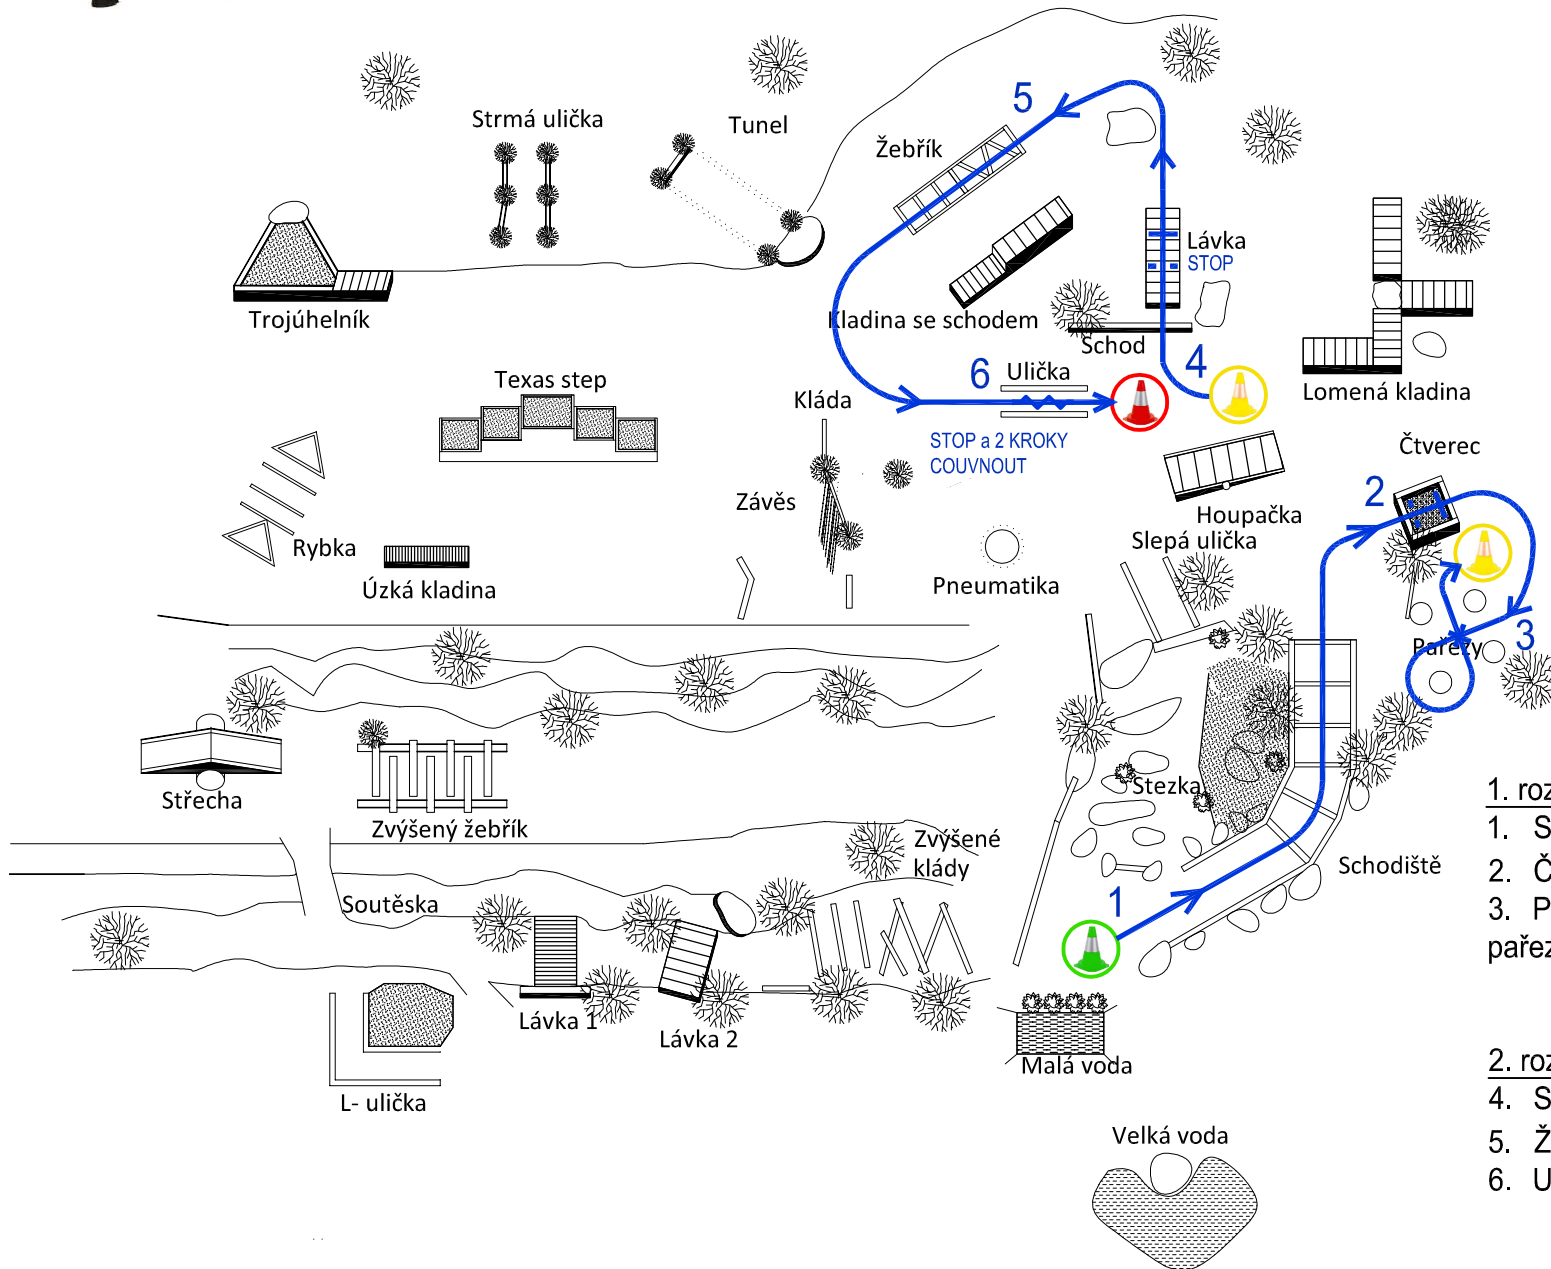 5
Strmá ulička
Tunel
Žebřík
Lávka
STOP
Trojúhelník
Kladina se schodem
Schod
4
6
Ulička
Texas step
Lomená kladina
Kláda
STOP a 2 KROKY
COUVNOUT
Čtverec
2
Závěs
Houpačka
Rybka
Slepá ulička
Úzká kladina
Pneumatika
3
Pařezy
Stezka
Střecha
Zvýšený žebřík
Zvýšené
klády
Schodiště
1
Soutěska
Lávka 1
Lávka 2
Malá voda
L- ulička
Velká voda
1. roz
1. S
2. Č
3. P
pařez
2. roz
4. S
5. Ž
6. U